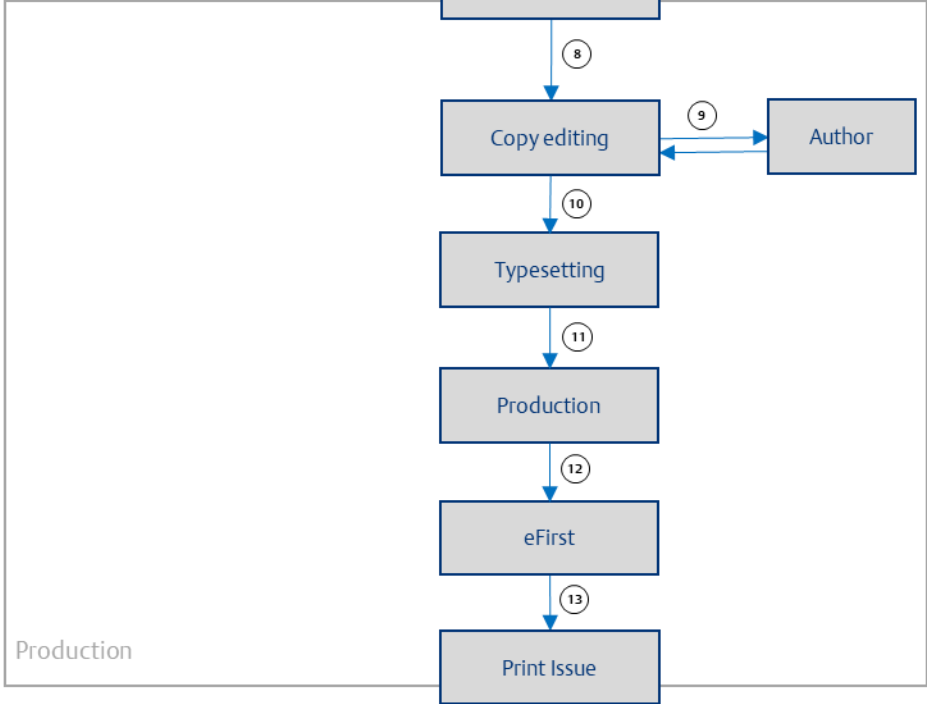 8
Copy editing
9
Author
10
Typesetting
11
Production
12
eFirst
13
Production
Print Issue